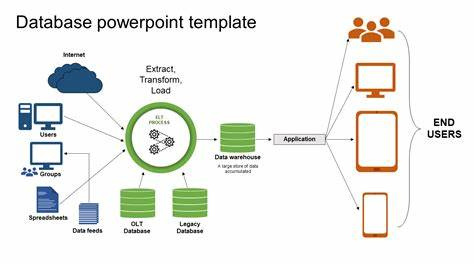 Database powerpoint template
Internet
Extract,
Transform,
Load
Users
ELT
PROCESS
Groups
Spreadsheets
Data feeds
OLT
Database
Legacy
Database
Data warehouse
A large store of data
accumulated
Application
END
USERS